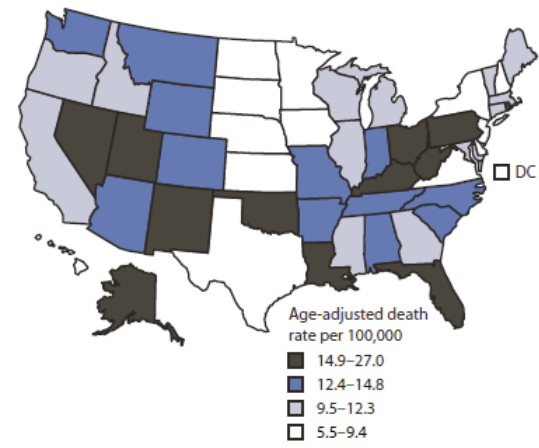 DC
Age-adjusted death
rate per 100,000
14.9–27.0
12.4–14.8
9.5–12.3
5.5–9.4